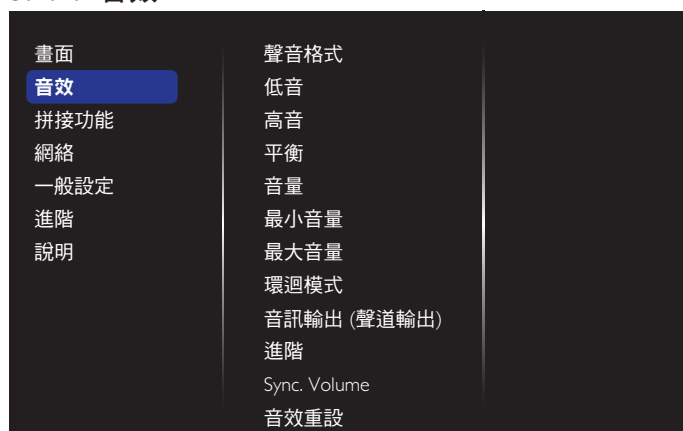 畫面
音效
拼接功能
網絡
一般設定
進階
說明
聲音格式
低音
高音
平衡
音量
最小音量
最大音量
環迴模式
音訊輸出 (聲道輸出)
進階
Sync. Volume
音效重設